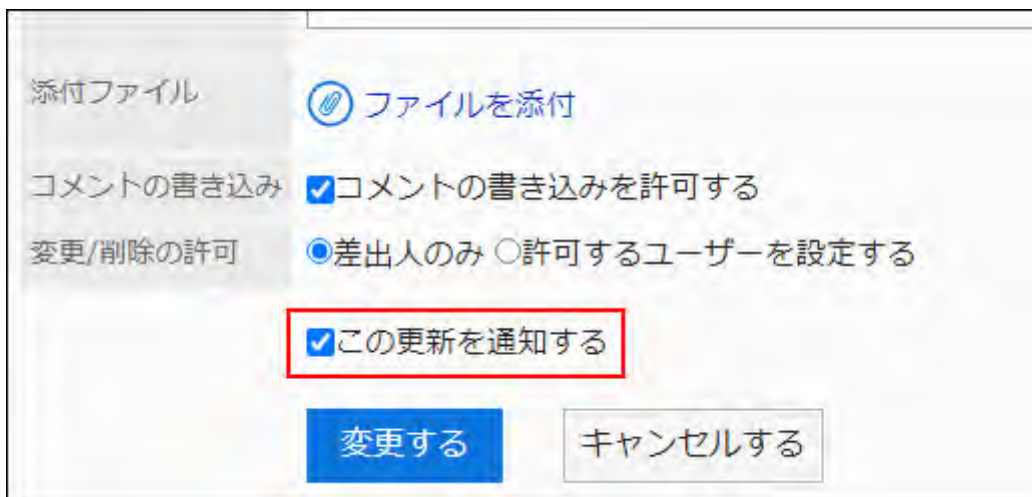 添付ファイル ファイルを添付
コメントの書き込み コメントの書き込みを許可する
変更/削除の許可 差出人のみ 許可するユーザーを設定する
この更新を通知する
変更する キャンセルする